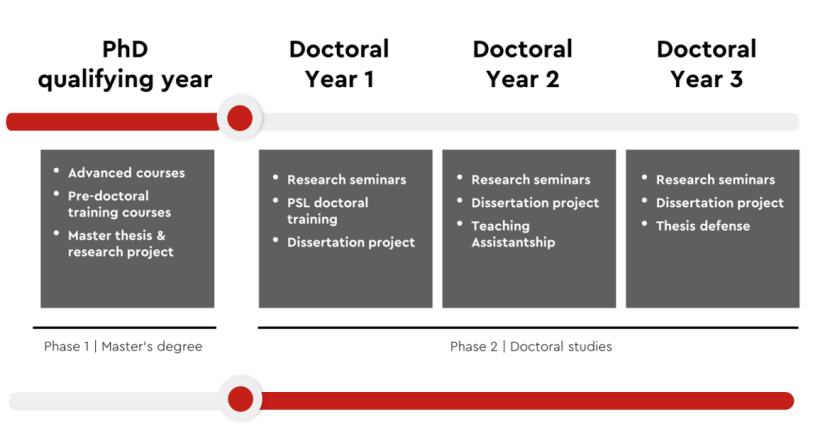 PhD
qualifying year
Doctoral
Year 1
Doctoral
Year 2
Doctoral
Year 3
• Advanced courses
• Pre-doctoral
training courses
• Master thesis &
research project
• Research seminars
• PSL doctoral
training
• Dissertation project
• Research seminars
• Dissertation project
• Teaching
Assistantship
• Research seminars
• Dissertation project
• Thesis defense
Phase 1 | Master's degree
Phase 2 | Doctoral studies